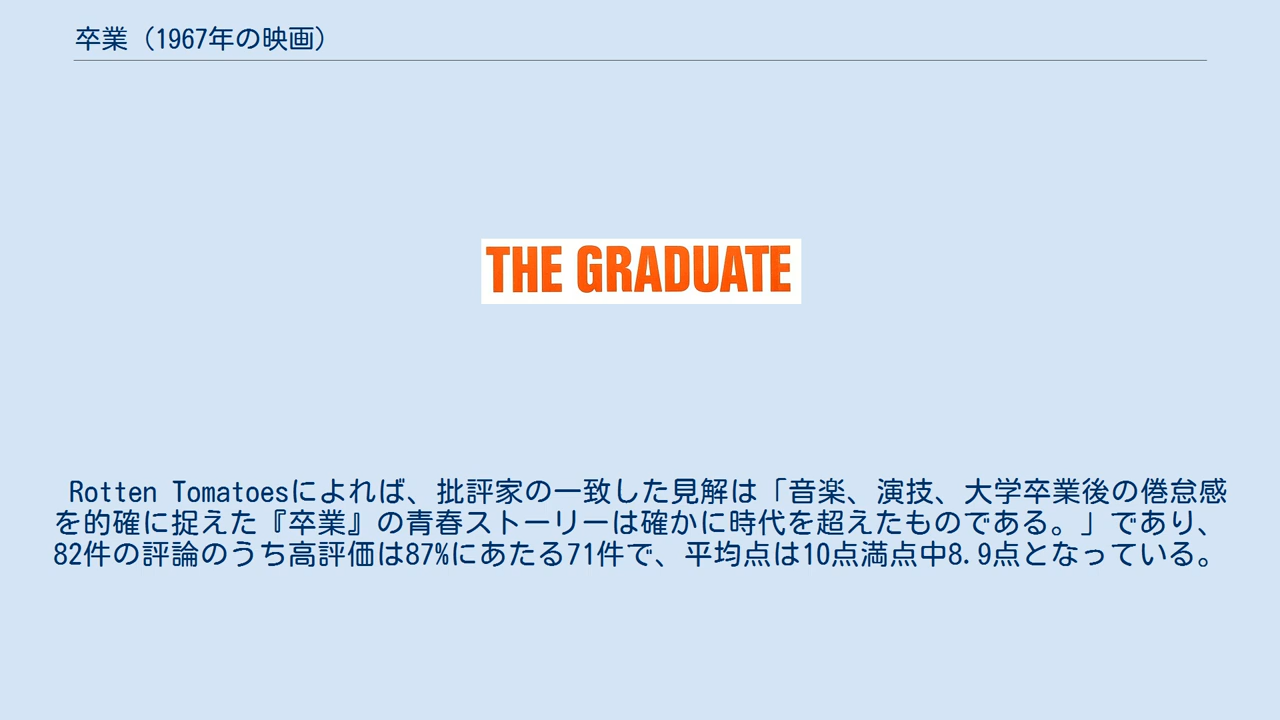 卒業（1967年の映画）
THE GRADUATE
Rotten Tomatoesによれば、批評家の一致した見解は「音楽、演技、大学卒業後の倦怠感
を的確に捉えた『卒業』の青春ストーリーは確かに時代を超えたものである。」であり、
82件の評論のうち高評価は87%にあたる71件で、平均点は10点満点中8.9点となっている。